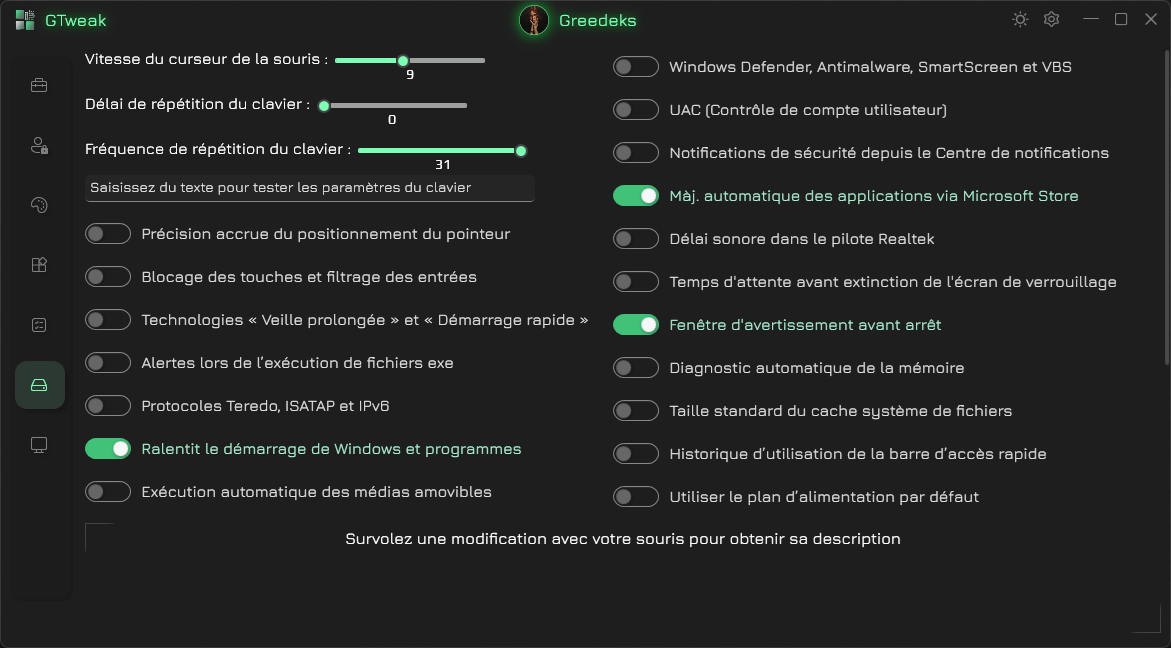 GTweak
Greedeks
Vitesse du curseur de la souris :
9
Délai de répétition du clavier :
0
Fréquence de répétition du clavier :
31
Saisissez du texte pour tester les paramètres du clavier
Précision accrue du positionnement du pointeur
Blocage des touches et filtrage des entrées
Technologies « Veille prolongée » et « Démarrage rapide »
Alertes lors de l’exécution de fichiers exe
Protocoles Teredo, ISATAP et IPv6
Ralentit le démarrage de Windows et programmes
Exécution automatique des médias amovibles
Windows Defender, Antimalware, SmartScreen et VBS
UAC (Contrôle de compte utilisateur)
Notifications de sécurité depuis le Centre de notifications
Màj. automatique des applications via Microsoft Store
Délai sonore dans le pilote Realtek
Temps d'attente avant extinction de l'écran de verrouillage
Fenêtre d'avertissement avant arrêt
Diagnostic automatique de la mémoire
Taille standard du cache système de fichiers
Historique d’utilisation de la barre d’accès rapide
Utiliser le plan d’alimentation par défaut
Survolez une modification avec votre souris pour obtenir sa description